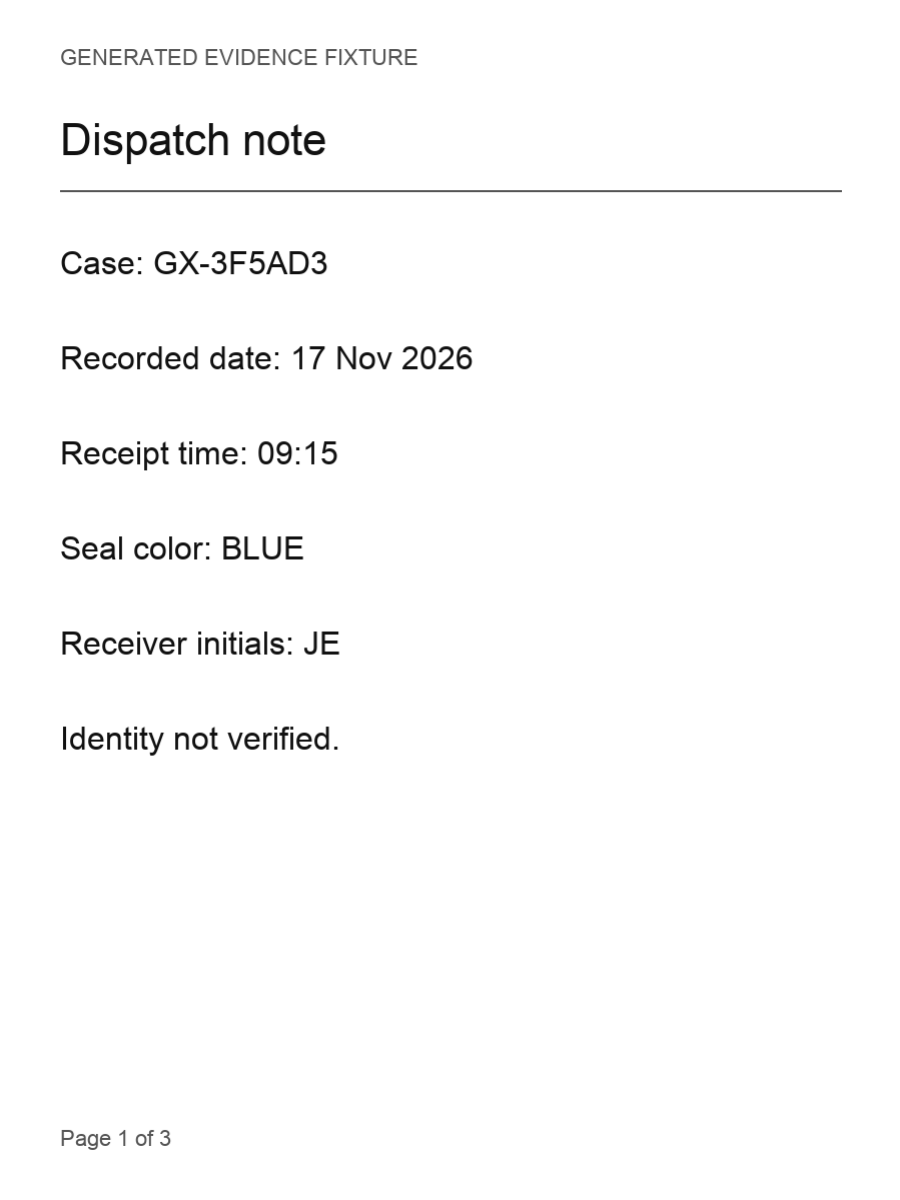 GENERATED EVIDENCE FIXTURE
Dispatch note
Case: GX-3F5AD3
Recorded date: 17 Nov 2026
Receipt time: 09:15
Seal color: BLUE
Receiver initials: JE
Identity not verified.
Page 1 of 3